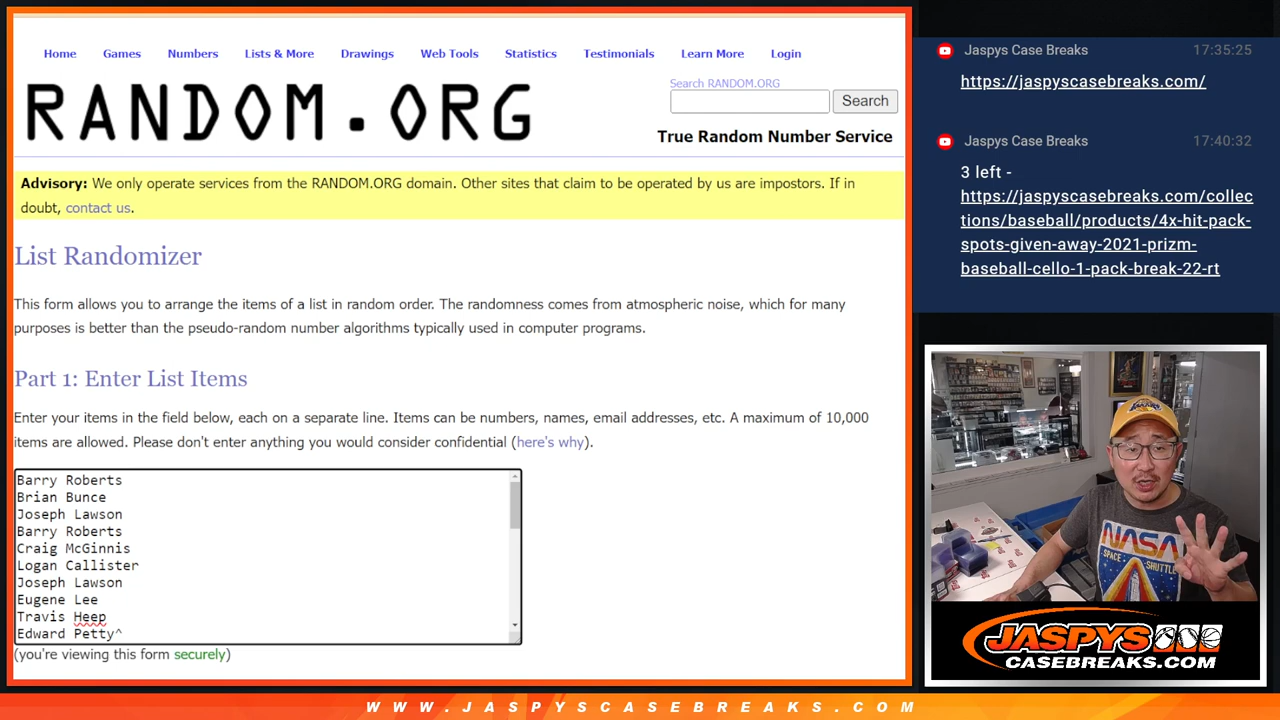 Home Games Numbers Lists & More Drawings Web Tools Statistics Testimonials Learn More Login
RANDOM.ORG
Search RANDOM.ORG
Search
True Random Number Service
Advisory: We only operate services from the RANDOM.ORG domain. Other sites that claim to be operated by us are impostors. If in
doubt, contact us.
List Randomizer
This form allows you to arrange the items of a list in random order. The randomness comes from atmospheric noise, which for many
purposes is better than the pseudo-random number algorithms typically used in computer programs.
Part 1: Enter List Items
Enter your items in the field below, each on a separate line. Items can be numbers, names, email addresses, etc. A maximum of 10,000
items are allowed. Please don't enter anything you would consider confidential (here's why).
Barry Roberts
Brian Bunce
Joseph Lawson
Barry Roberts
Craig McGinnis
Logan Callister
Joseph Lawson
Eugene Lee
Travis Heep
Edward Petty^
(you're viewing this form securely)
Jaspys Case Breaks 17:35:25
https://jaspyscasebreaks.com/
Jaspys Case Breaks 17:40:32
3 left -
https://jaspyscasebreaks.com/collec
tions/baseball/products/4x-hit-pack-
spots-given-away-2021-prizm-
baseball-cello-1-pack-break-22-rt
NASA
SPACE SHUTTLE
JASPYS
CASEBREAKS.COM
WWW.JASPYSCASEBREAKS.COM